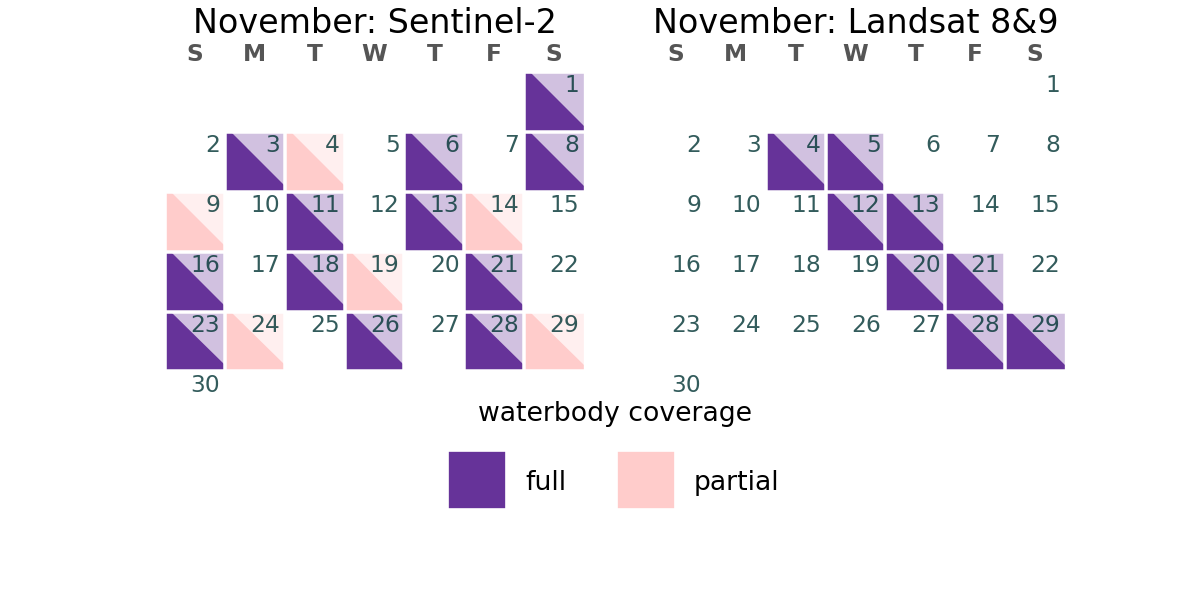 November: Sentinel-2
S M T W T F S
1
2 3 4 5 6 7 8
9 10 11 12 13 14 15
16 17 18 19 20 21 22
23 24 25 26 27 28 29
30
November: Landsat 8&9
S M T W T F S
1
2 3 4 5 6 7 8
9 10 11 12 13 14 15
16 17 18 19 20 21 22
23 24 25 26 27 28 29
30
waterbody coverage
full
partial